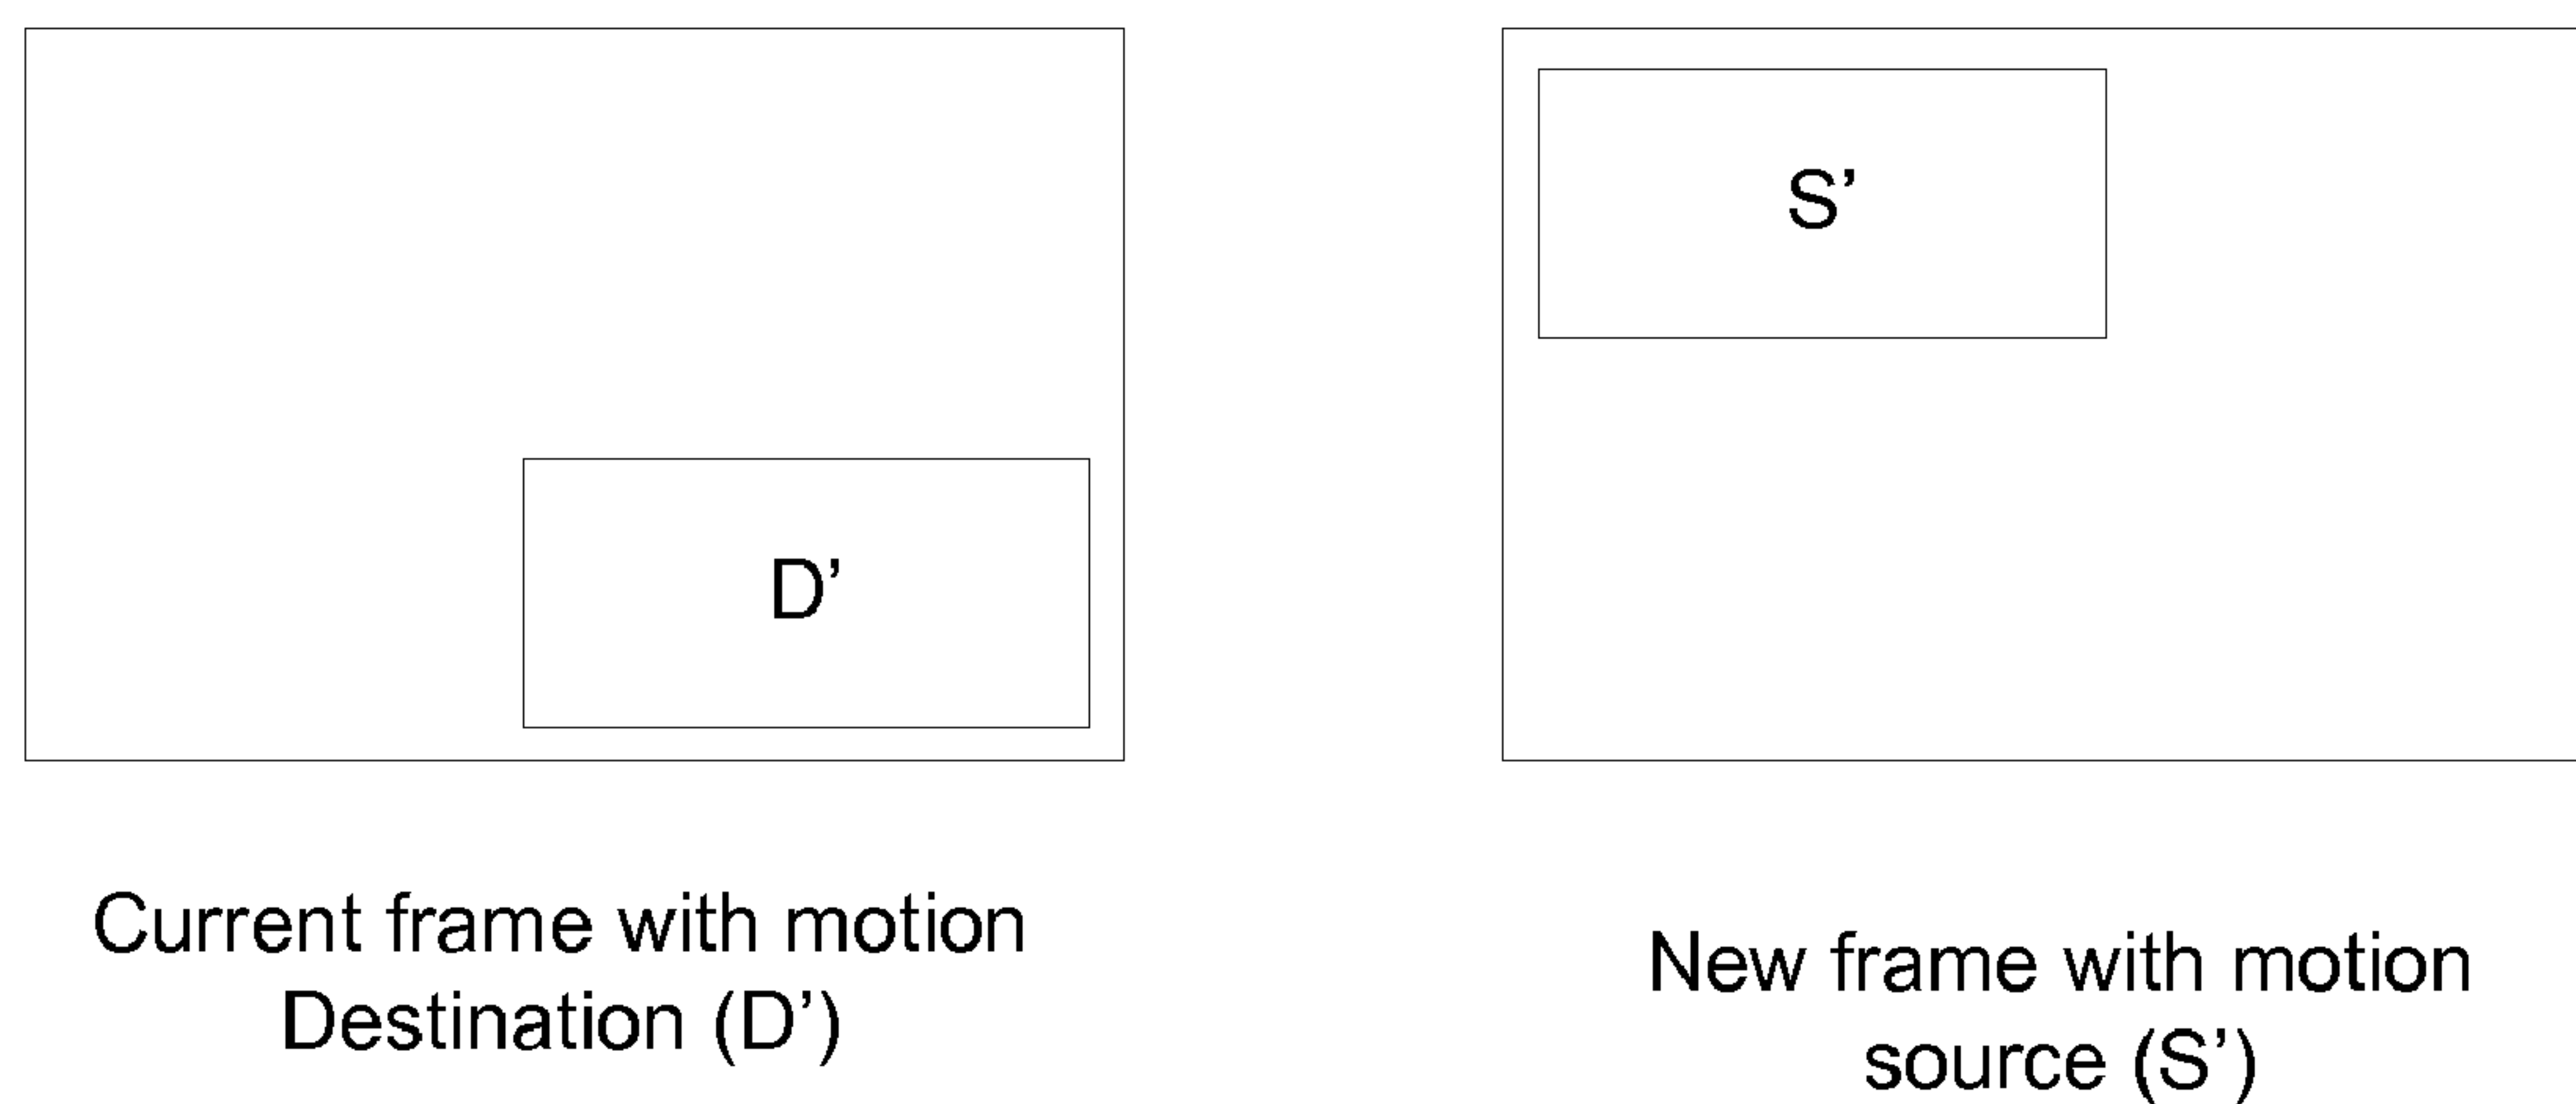 D’
S’
Current frame with motion
Destination (D’)
New frame with motion
source (S’)